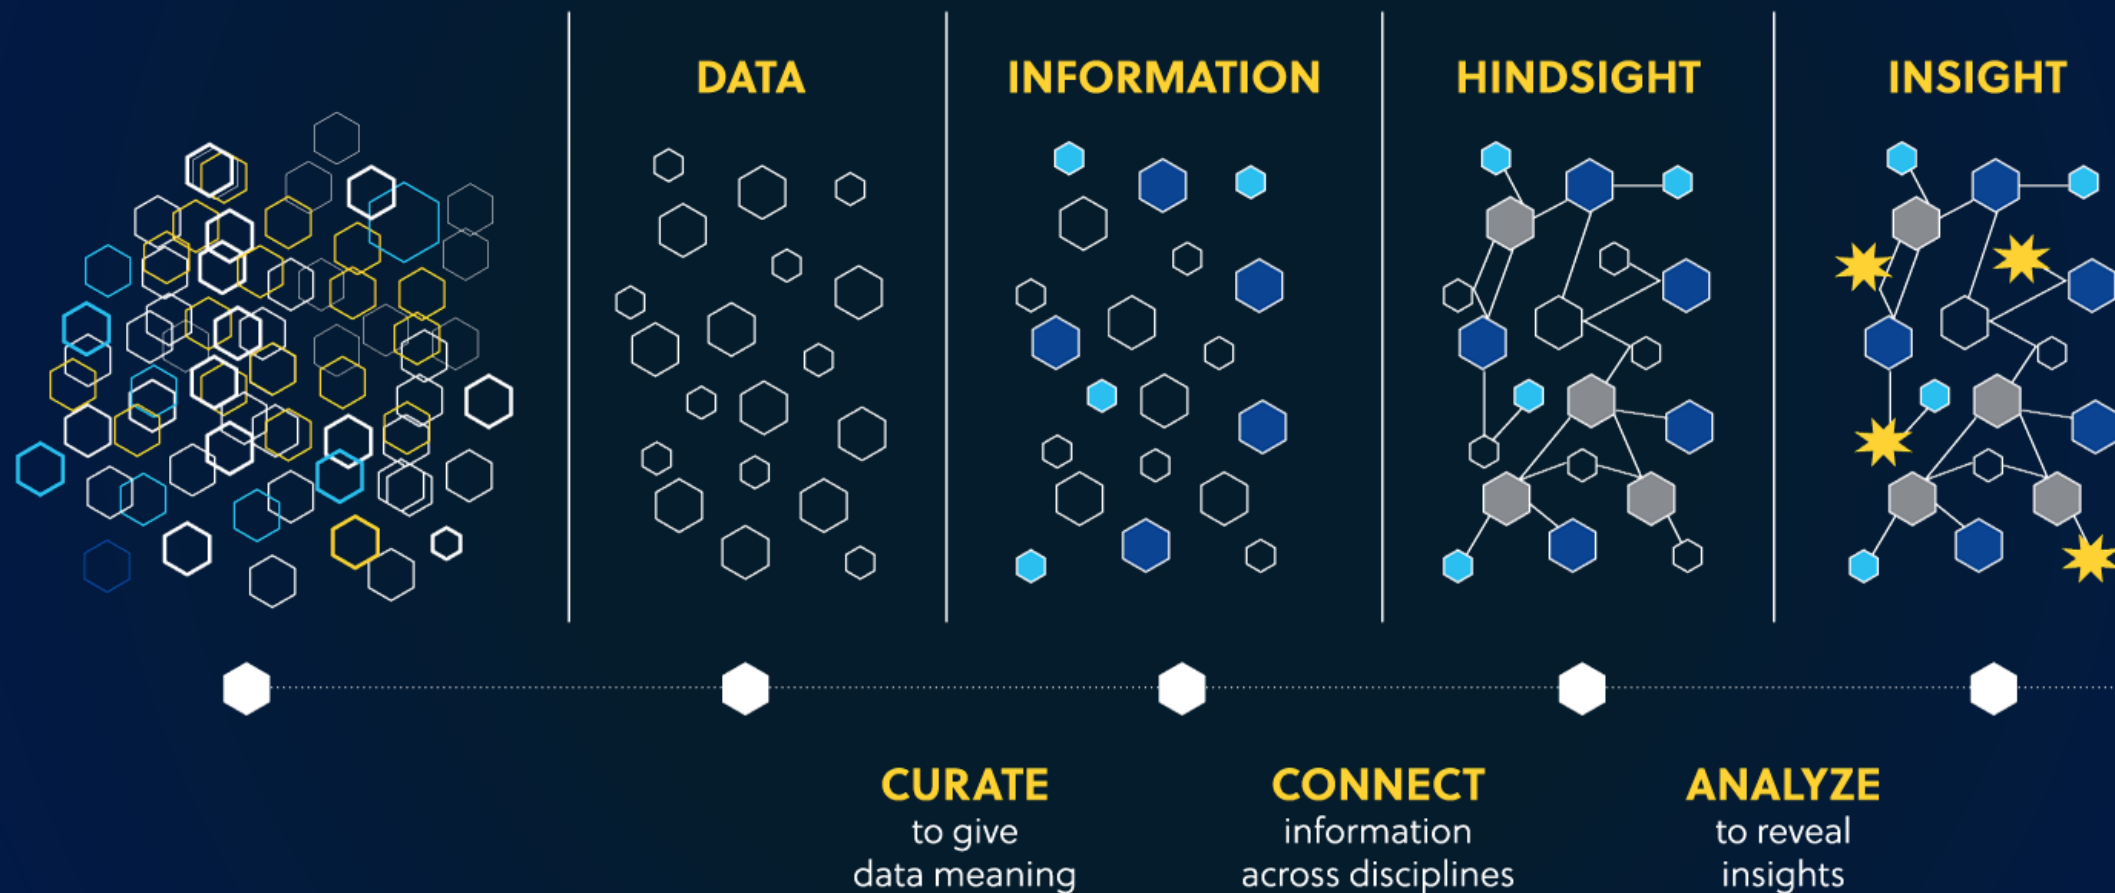 DATA
INFORMATION
HINDSIGHT
INSIGHT
CURATE
to give
data meaning
CONNECT
information
across disciplines
ANALYZE
to reveal
insights